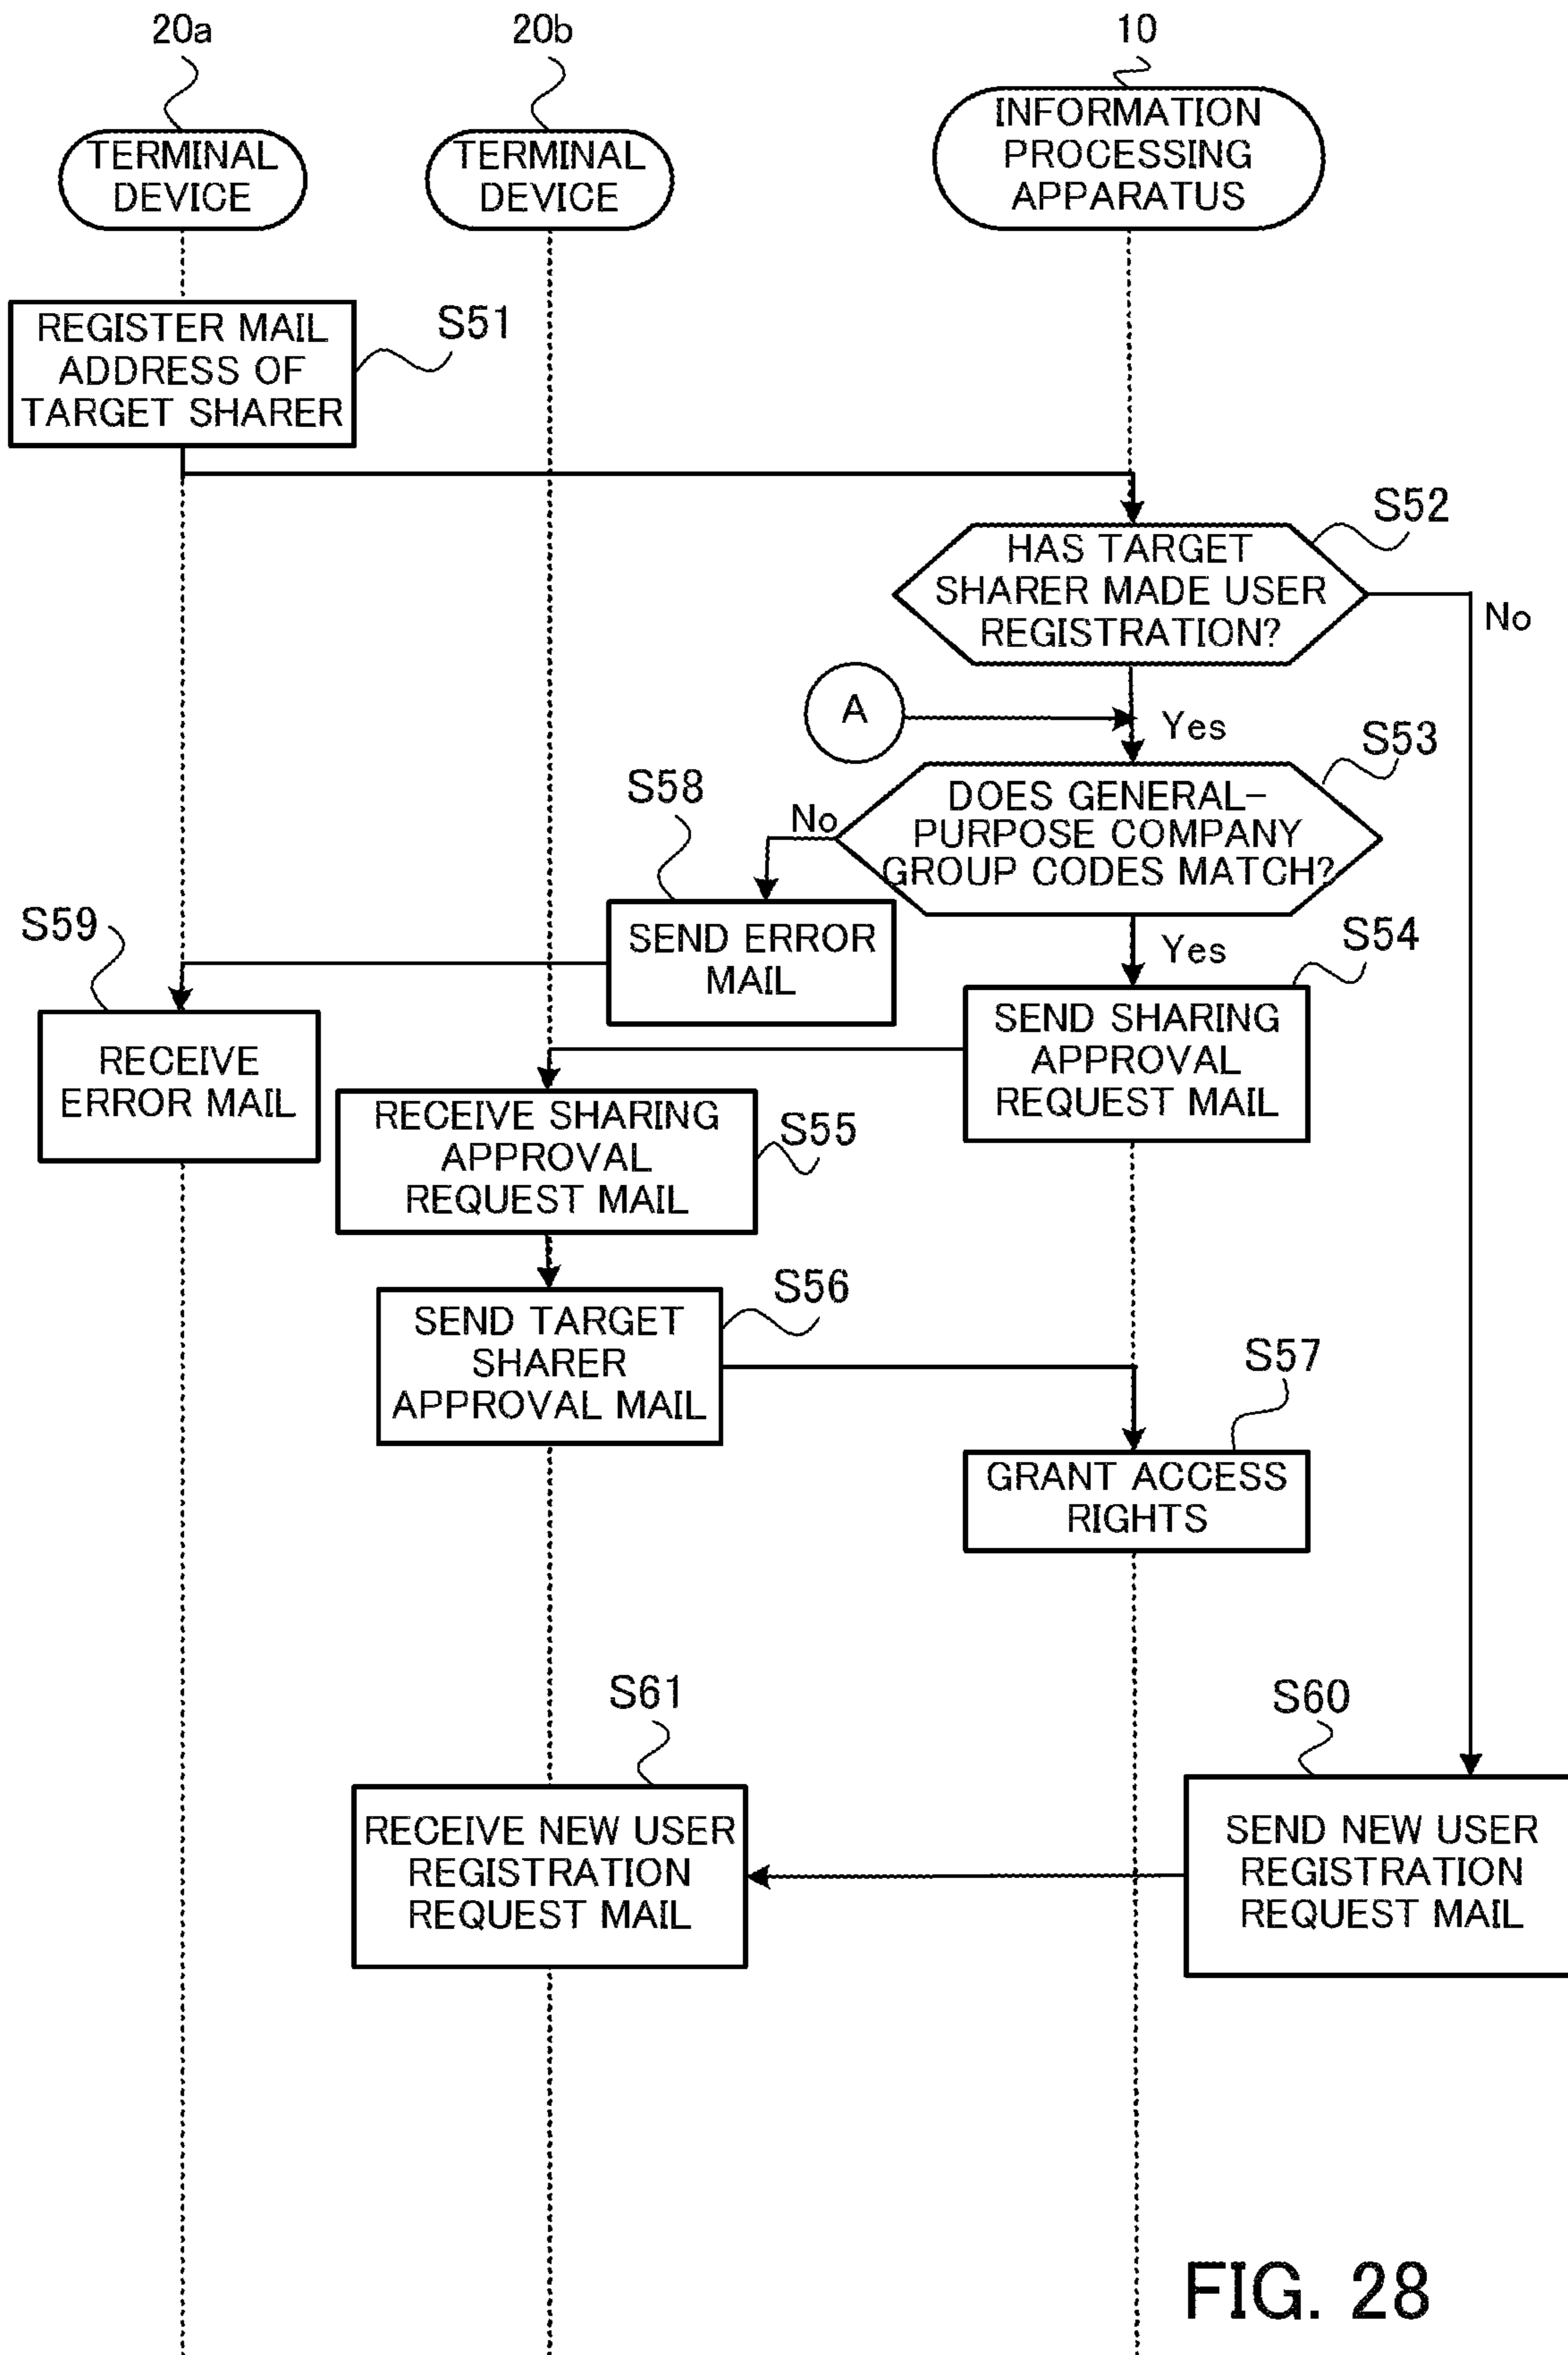 20a
20b
10
TERMINAL
DEVICE
TERMINAL
DEVICE
INFORMATION
PROCESSING
APPARATUS
REGISTER MAIL
ADDRESS OF
TARGET SHARER
S51
S52
HAS TARGET
SHARER MADE USER
REGISTRATION?
No
A
Yes
S53
DOES GENERAL-
PURPOSE COMPANY
GROUP CODES MATCH?
No
S58
SEND ERROR
MAIL
Yes
S54
S59
RECEIVE
ERROR MAIL
SEND SHARING
APPROVAL
REQUEST MAIL
RECEIVE SHARING
APPROVAL
REQUEST MAIL
S55
SEND TARGET
SHARER
APPROVAL MAIL
S56
S57
GRANT ACCESS
RIGHTS
S61
S60
RECEIVE NEW USER
REGISTRATION
REQUEST MAIL
SEND NEW USER
REGISTRATION
REQUEST MAIL
FIG. 28